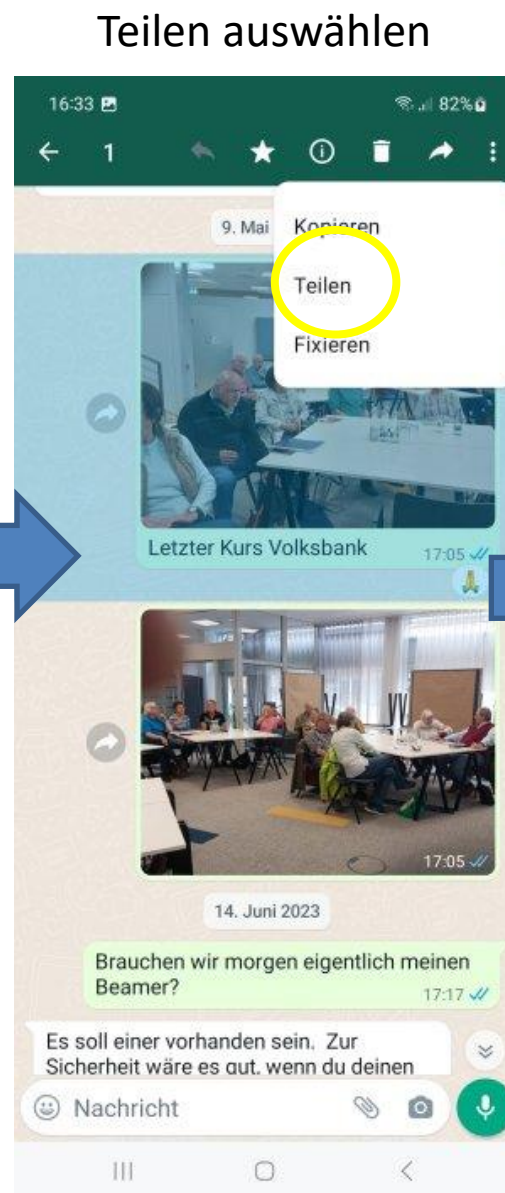 Teilen auswählen
16:33 82%
1
9. Mai
Kopieren
Teilen
Fixieren
Letzter Kurs Volksbank 17:05
17:05
14. Juni 2023
Brauchen wir morgen eigentlich meinen
Beamer? 17:17
Es soll einer vorhanden sein. Zur
Sicherheit wäre es gut, wenn du deinen
Nachricht